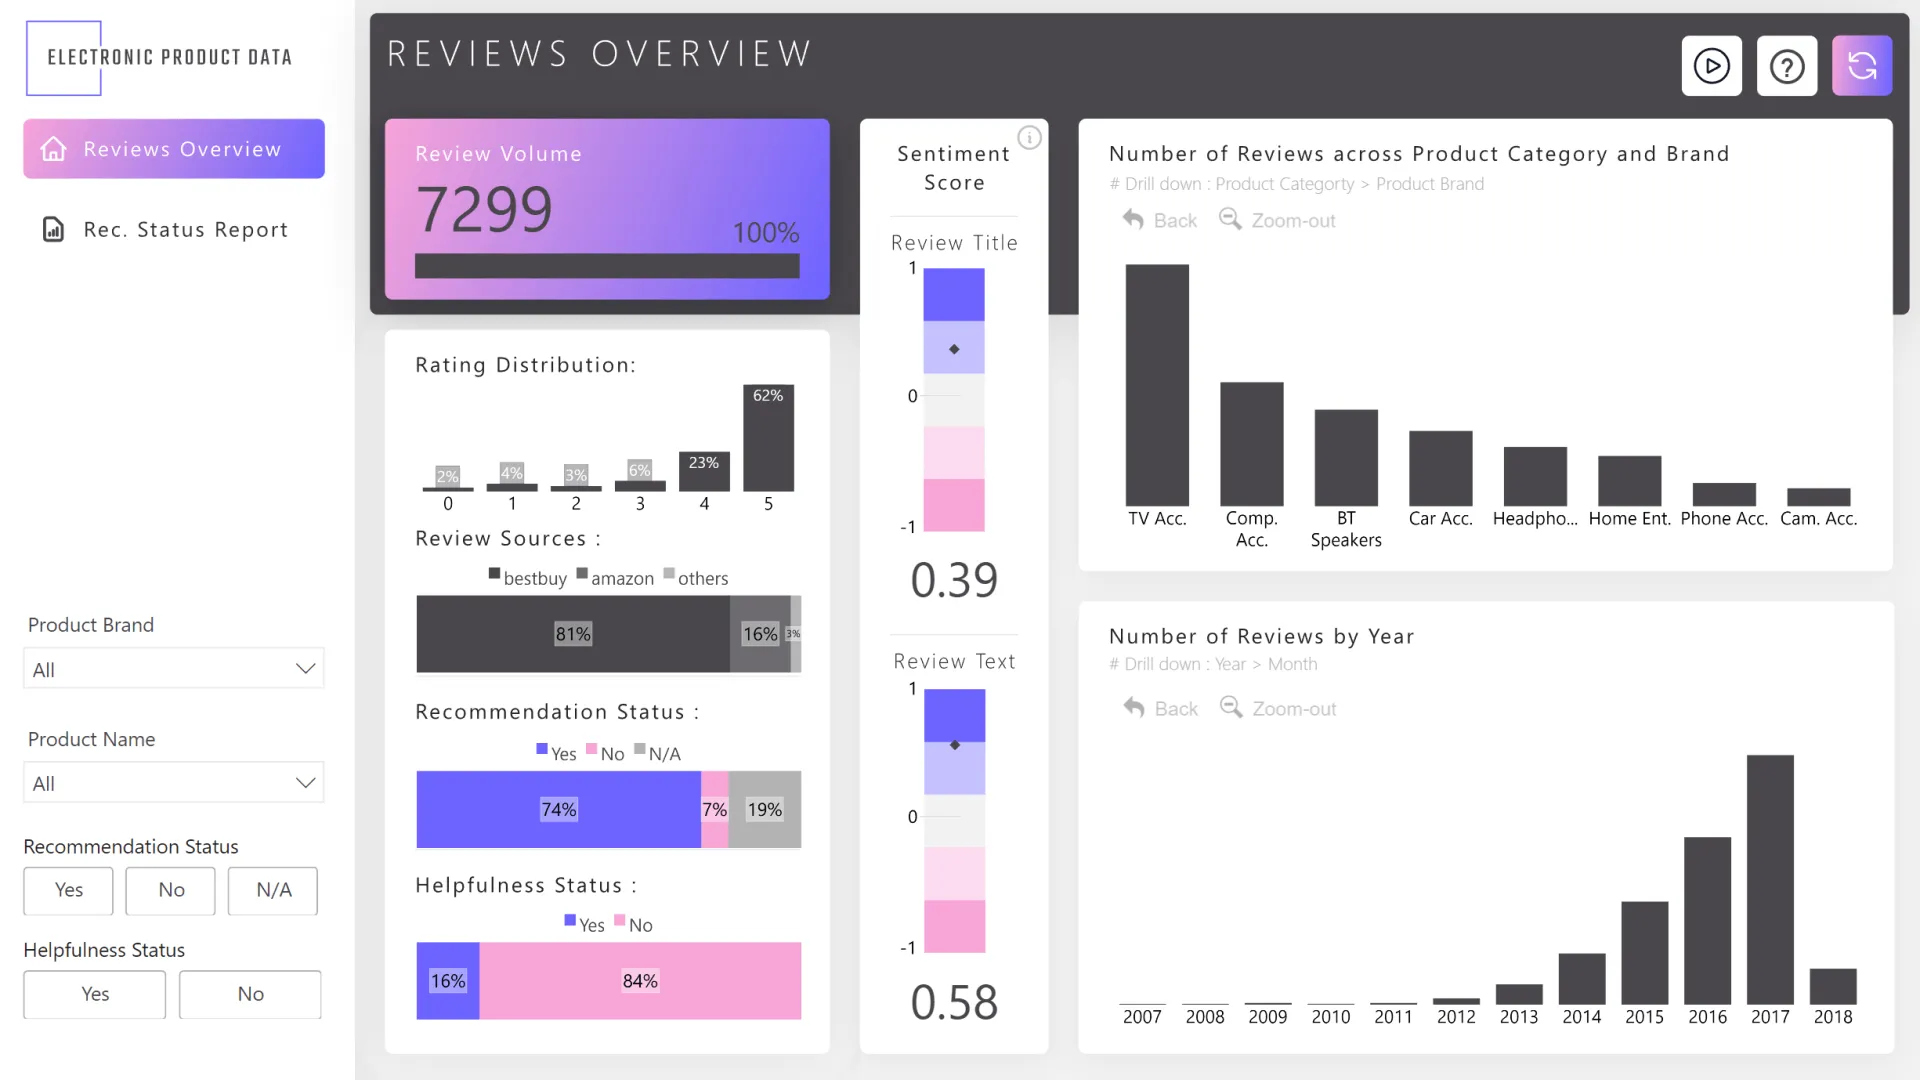 ELECTRONIC PRODUCT DATA
Reviews Overview
Rec. Status Report
Product Brand
All
Product Name
All
Recommendation Status
Yes No N/A
Helpfulness Status
Yes No
REVIEWS OVERVIEW
Review Volume
7299
100%
Rating Distribution:
2% 4% 3% 6% 23% 62%
0 1 2 3 4 5
Review Sources :
bestbuy amazon others
81% 16% 3%
Recommendation Status :
Yes No N/A
74% 7% 19%
Helpfulness Status :
Yes No
16% 84%
Sentiment
Score
Review Title
1
0
-1
0.39
Review Text
1
0
-1
0.58
Number of Reviews across Product Category and Brand
# Drill down : Product Categorty > Product Brand
Back Zoom-out
TV Acc. Comp. BT Car Acc. Headpho... Home Ent. Phone Acc. Cam. Acc.
Acc. Speakers
Number of Reviews by Year
# Drill down : Year > Month
Back Zoom-out
2007 2008 2009 2010 2011 2012 2013 2014 2015 2016 2017 2018